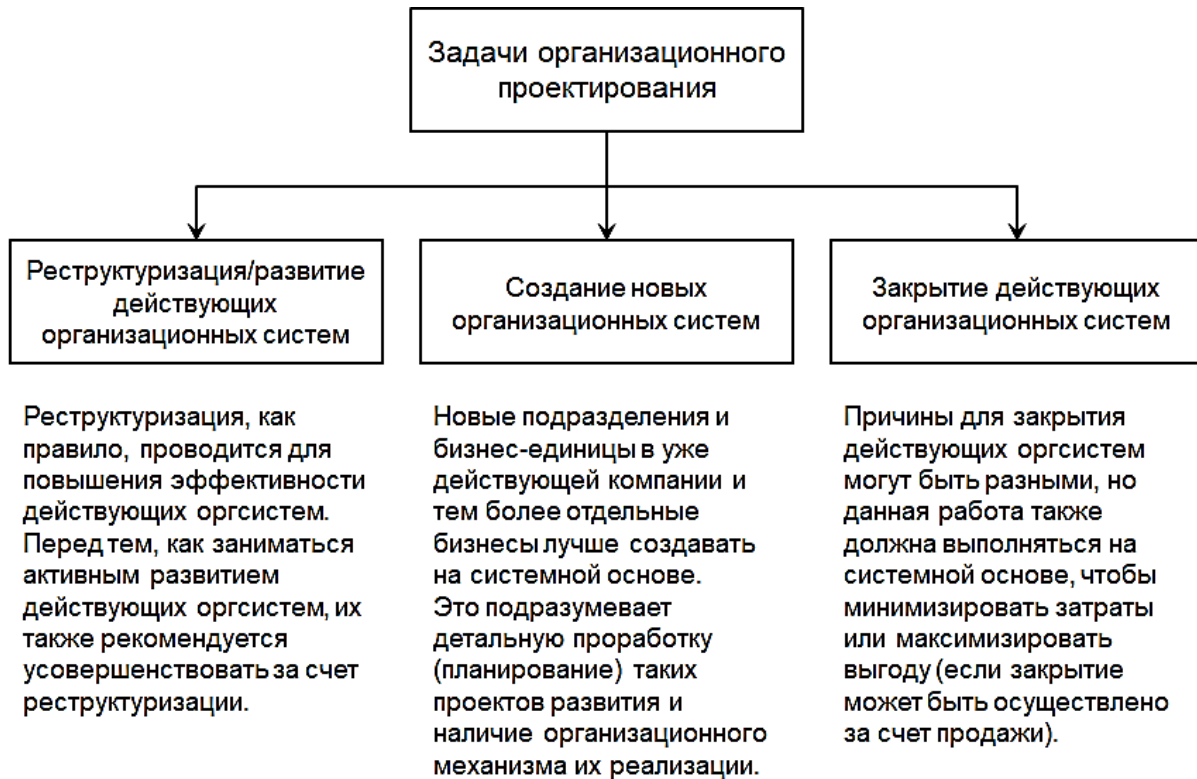 Задачи организационного
проектирования
Реструктуризация/развитие
действующих
организационных систем
Создание новых
организационных систем
Закрытие действующих
организационных систем
Реструктуризация, как
правило, проводится для
повышения эффективности
действующих оргсистем.
Перед тем, как заниматься
активным развитием
действующих оргсистем, их
также рекомендуется
усовершенствовать за счет
реструктуризации.
Новые подразделения и
бизнес-единицы в уже
действующей компании и
тем более отдельные
бизнесы лучше создавать
на системной основе.
Это подразумевает
детальную проработку
(планирование) таких
проектов развития и
наличие организационного
механизма их реализации.
Причины для закрытия
действующих оргсистем
могут быть разными, но
данная работа также
должна выполняться на
системной основе, чтобы
минимизировать затраты
или максимизировать
выгоду (если закрытие
может быть осуществлено
за счет продажи).